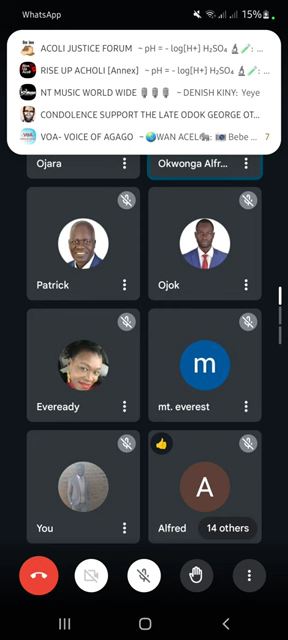 WhatsApp
15%
ACOLI JUSTICE FORUM ~ pH = - log[H+] H₂SO₄ 🔬🧪: ...
RISE UP ACHOLI [Annex] ~ pH = - log[H+] H₂SO₄ 🔬🧪: ...
NT MUSIC WORLD WIDE 🎙🎙🎙 ~ DENISH KINY: Yeye
CONDOLENCE SUPPORT THE LATE ODOK GEORGE OT...
VOA- VOICE OF AGAGO ~ 🌍WAN ACEL🐘: 📷 Bebe ... 7
Ojara
Okwonga Alfr...
Patrick
Ojok
Eveready
m
mt. everest
You
👍
A
Alfred
14 others